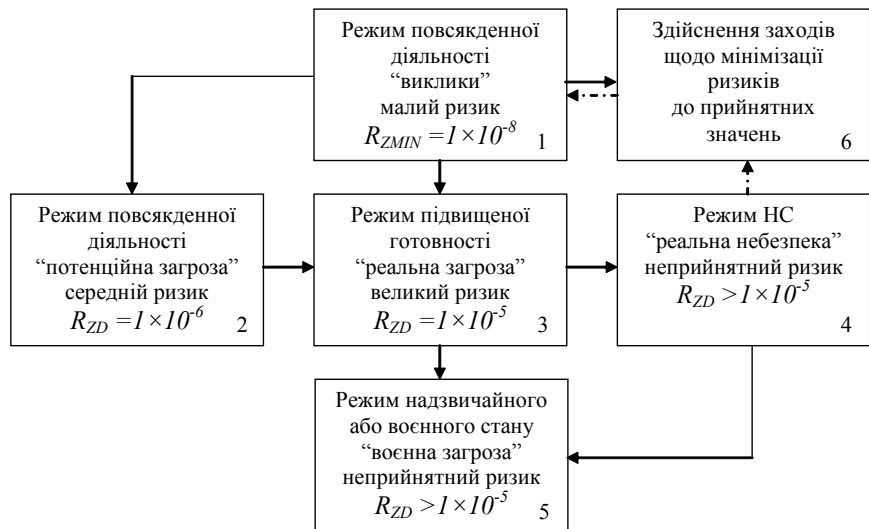 Режим повсякденної
діяльності
“виклики”
малий ризик
R_ZMIN =1×10^-8
1
Здійснення заходів
щодо мінімізації
ризиків
до прийнятних
значень
6
Режим повсякденної
діяльності
“потенційна загроза”
середній ризик
R_ZD =1×10^-6
2
Режим підвищеної
готовності
“реальна загроза”
великий ризик
R_ZD =1×10^-5
3
Режим НС
“реальна небезпека”
неприйнятний ризик
R_ZD >1×10^-5
4
Режим надзвичайного
або воєнного стану
“воєнна загроза”
неприйнятний ризик
R_ZD >1×10^-5
5